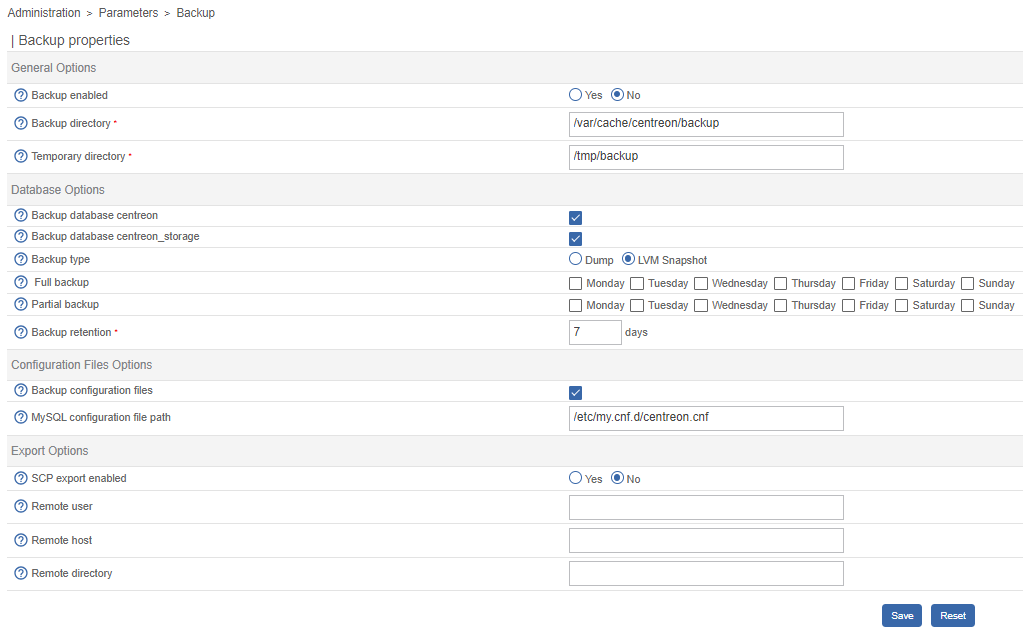 Administration > Parameters > Backup
| Backup properties
General Options
Backup enabled Yes No
Backup directory * /var/cache/centreon/backup
Temporary directory * /tmp/backup
Database Options
Backup database centreon
Backup database centreon_storage
Backup type Dump LVM Snapshot
Full backup Monday Tuesday Wednesday Thursday Friday Saturday Sunday
Partial backup Monday Tuesday Wednesday Thursday Friday Saturday Sunday
Backup retention * 7 days
Configuration Files Options
Backup configuration files
MySQL configuration file path /etc/my.cnf.d/centreon.cnf
Export Options
SCP export enabled Yes No
Remote user
Remote host
Remote directory
Save Reset